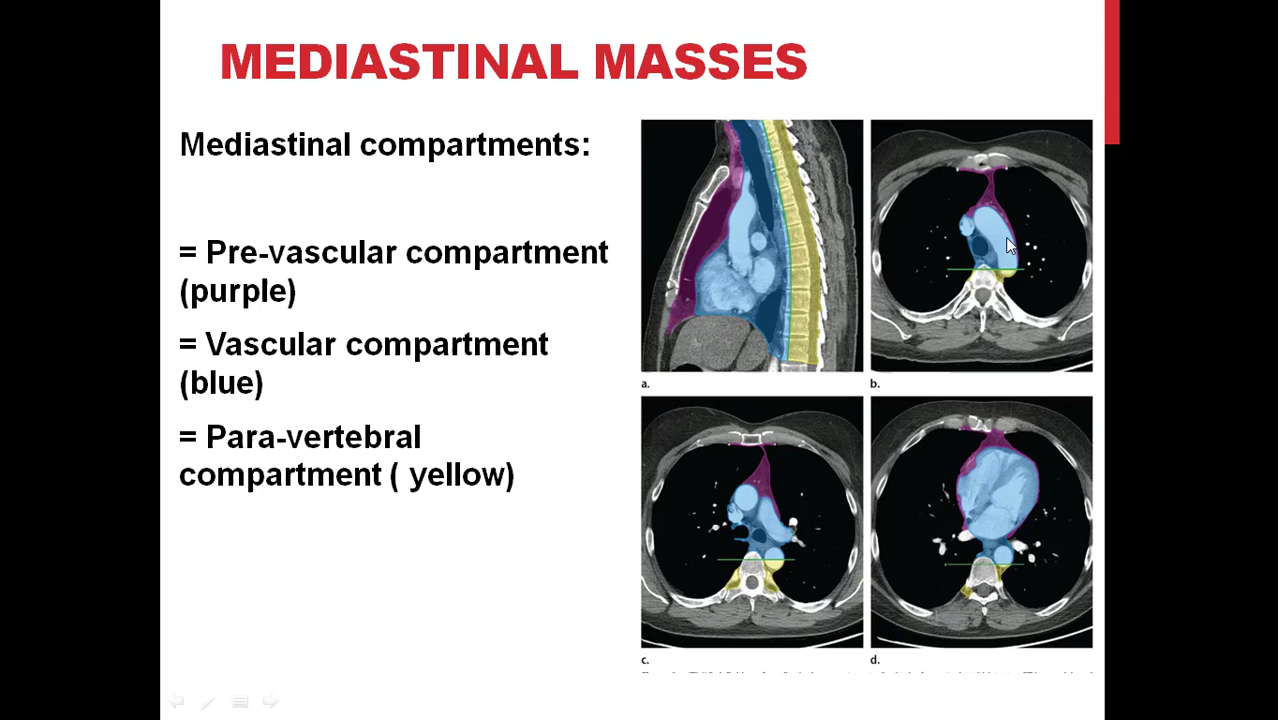 MEDIASTINAL MASSES
Mediastinal compartments:
= Pre-vascular compartment
(purple)
= Vascular compartment
(blue)
= Para-vertebral
compartment ( yellow)
a.
b.
c.
d.